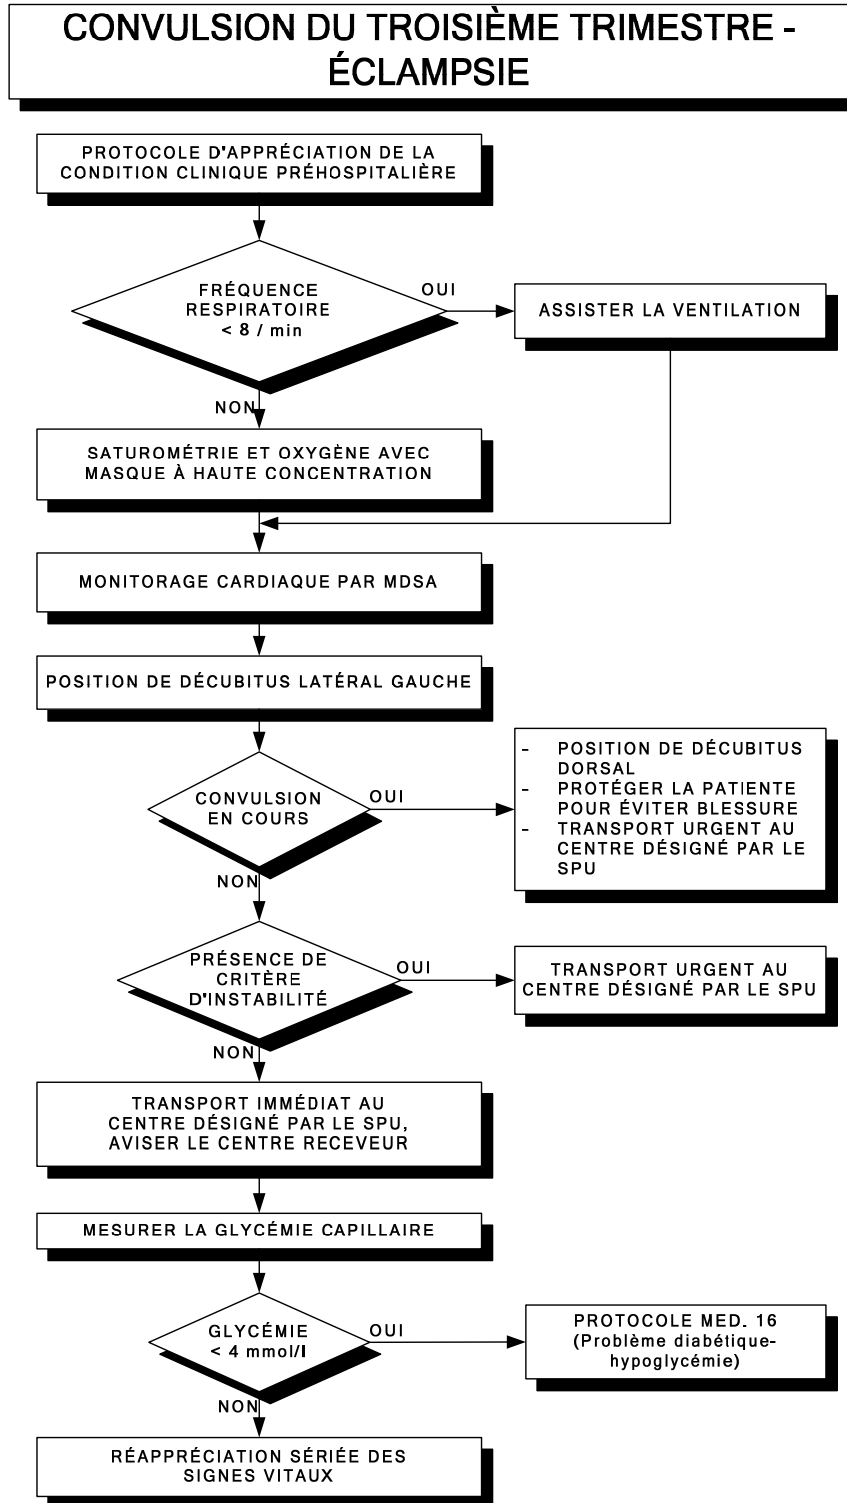 CONVULSION DU TROISIÈME TRIMESTRE -
ÉCLAMPSIE
PROTOCOLE D'APPRÉCIATION DE LA
CONDITION CLINIQUE PRÉHOSPITALIÈRE
FRÉQUENCE
RESPIRATOIRE
< 8 / min
OUI
ASSISTER LA VENTILATION
NON
SATUROMÉTRIE ET OXYGÈNE AVEC
MASQUE À HAUTE CONCENTRATION
MONITORAGE CARDIAQUE PAR MDSA
POSITION DE DÉCUBITUS LATÉRAL GAUCHE
CONVULSION
EN COURS
OUI
- POSITION DE DÉCUBITUS
DORSAL
- PROTÉGER LA PATIENTE
POUR ÉVITER BLESSURE
- TRANSPORT URGENT AU
CENTRE DÉSIGNÉ PAR LE
SPU
NON
PRÉSENCE DE
CRITÈRE
D'INSTABILITÉ
OUI
TRANSPORT URGENT AU
CENTRE DÉSIGNÉ PAR LE SPU
NON
TRANSPORT IMMÉDIAT AU
CENTRE DÉSIGNÉ PAR LE SPU,
AVISER LE CENTRE RECEVEUR
MESURER LA GLYCÉMIE CAPILLAIRE
GLYCÉMIE
< 4 mmol/l
OUI
PROTOCOLE MED. 16
(Problème diabétique-
hypoglycémie)
NON
RÉAPPRÉCIATION SÉRIÉE DES
SIGNES VITAUX